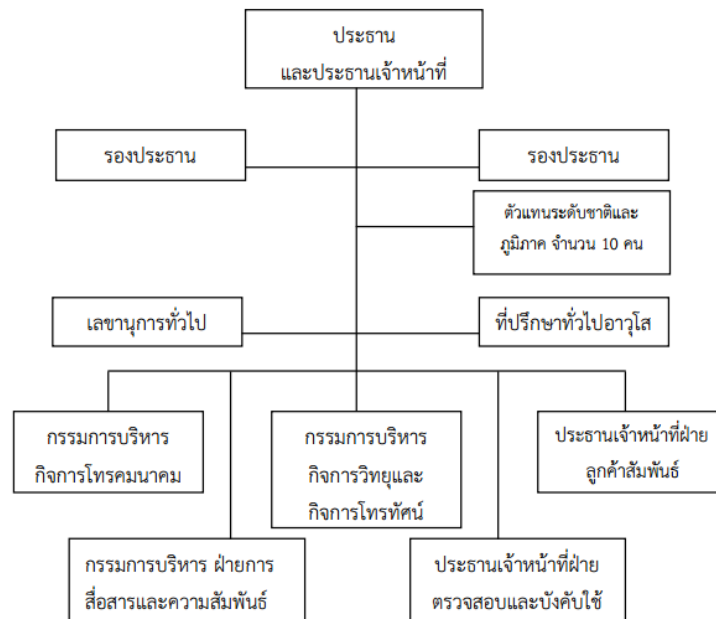 ประธาน
และประธานเจ้าหน้าที่
รองประธาน
รองประธาน
ตัวแทนระดับชาติและ
ภูมิภาค จำนวน 10 คน
เลขานุการทั่วไป
ที่ปรึกษาทั่วไปอาวุโส
กรรมการบริหาร
กิจการโทรคมนาคม
กรรมการบริหาร
กิจการวิทยุและ
กิจการโทรทัศน์
ประธานเจ้าหน้าที่ฝ่าย
ลูกค้าสัมพันธ์
กรรมการบริหาร ฝ่ายการ
สื่อสารและความสัมพันธ์
ประธานเจ้าหน้าที่ฝ่าย
ตรวจสอบและบังคับใช้